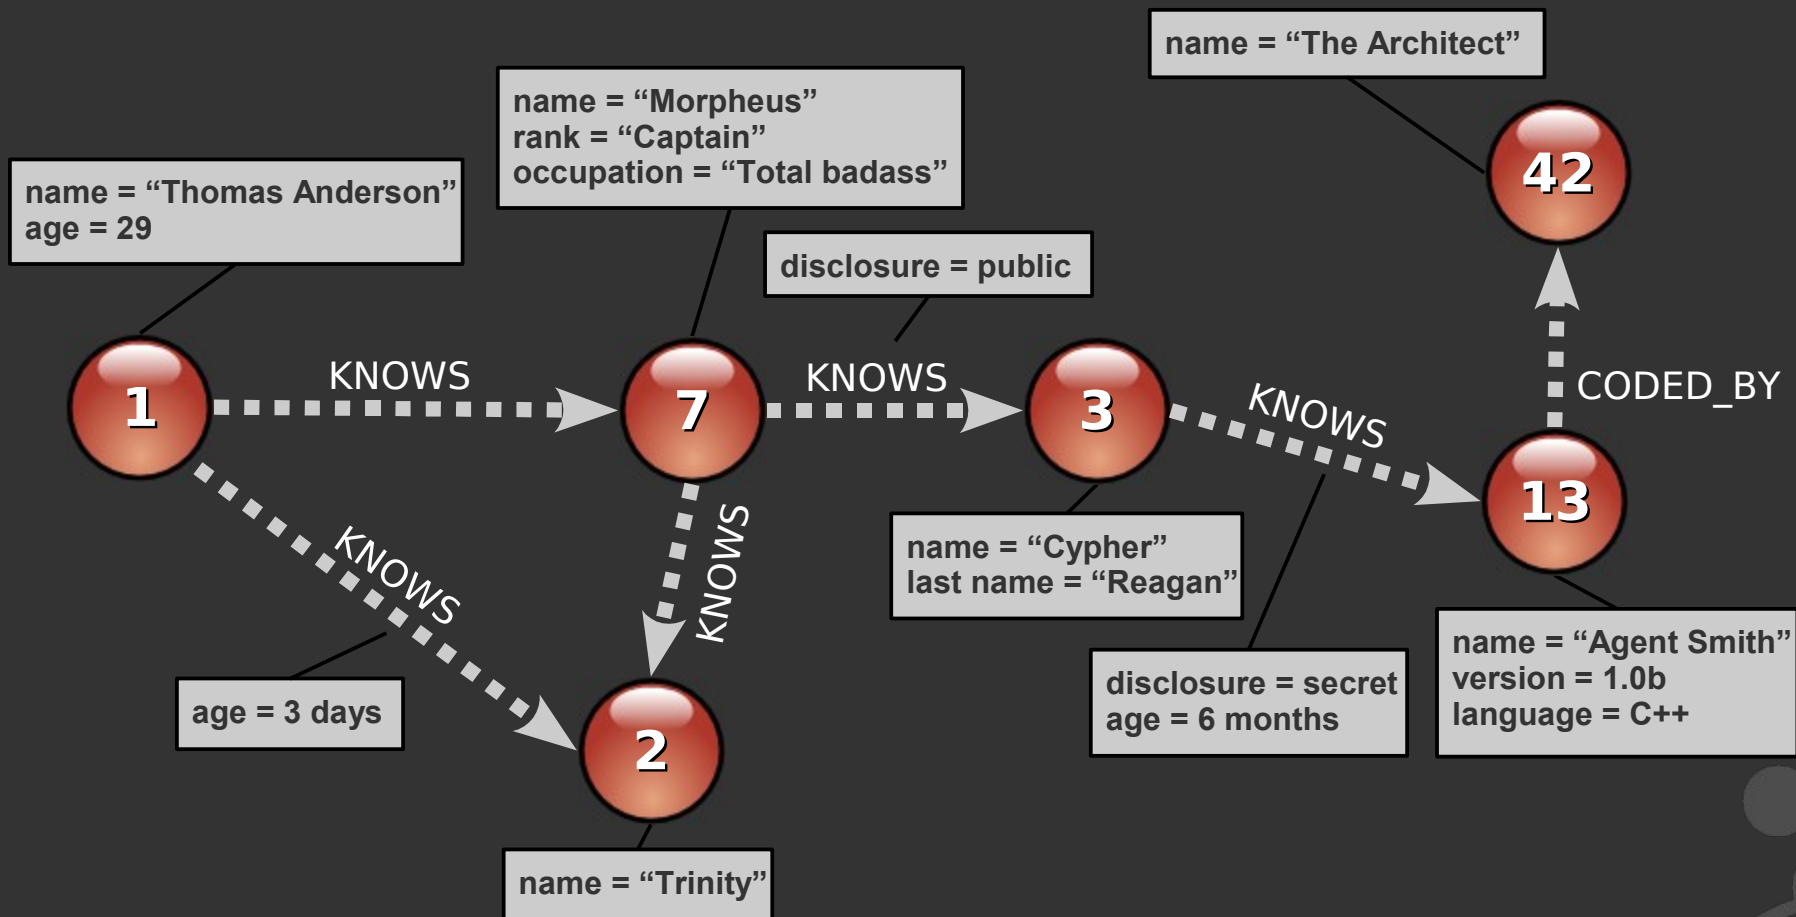 name = “The Architect”
name = “Morpheus”
rank = “Captain”
occupation = “Total badass”
42
name = “Thomas Anderson”
age = 29
disclosure = public
KNOWS
KNOWS
KNOWS
CODED_BY
1
7
3
13
KNOWS
KNOWS
name = “Cypher”
last name = “Reagan”
name = “Agent Smith”
version = 1.0b
language = C++
disclosure = secret
age = 6 months
age = 3 days
2
name = “Trinity”